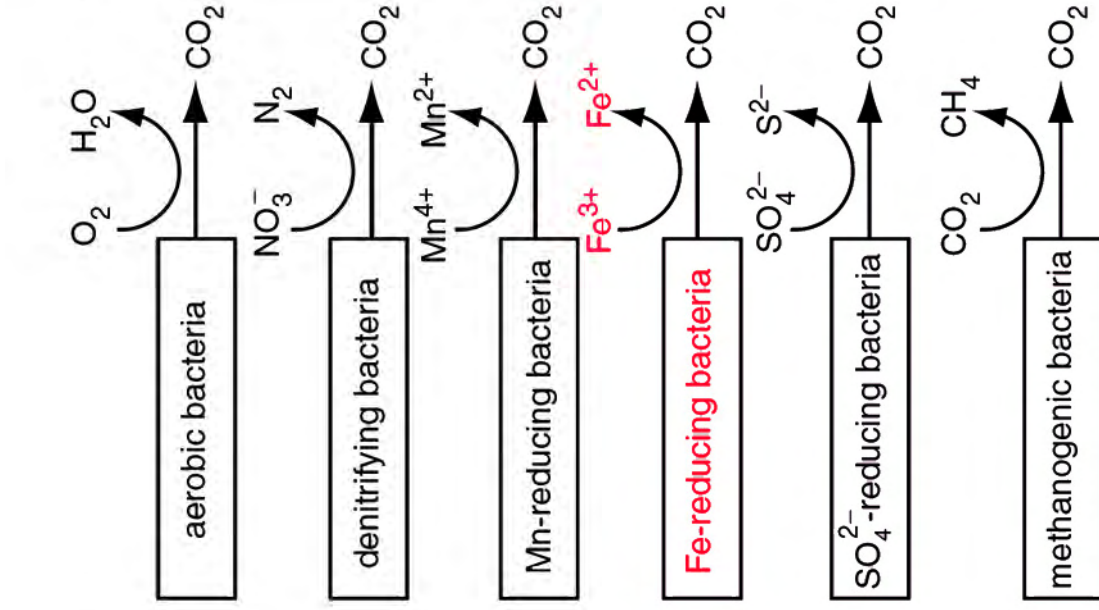 aerobic bacteria
O₂
H₂O
CO₂
denitrifying bacteria
NO₃⁻
N₂
CO₂
Mn-reducing bacteria
Mn⁴⁺
Mn²⁺
CO₂
Fe-reducing bacteria
Fe³⁺
Fe²⁺
CO₂
SO₄²⁻-reducing bacteria
SO₄²⁻
S²⁻
CO₂
methanogenic bacteria
CO₂
CH₄
CO₂